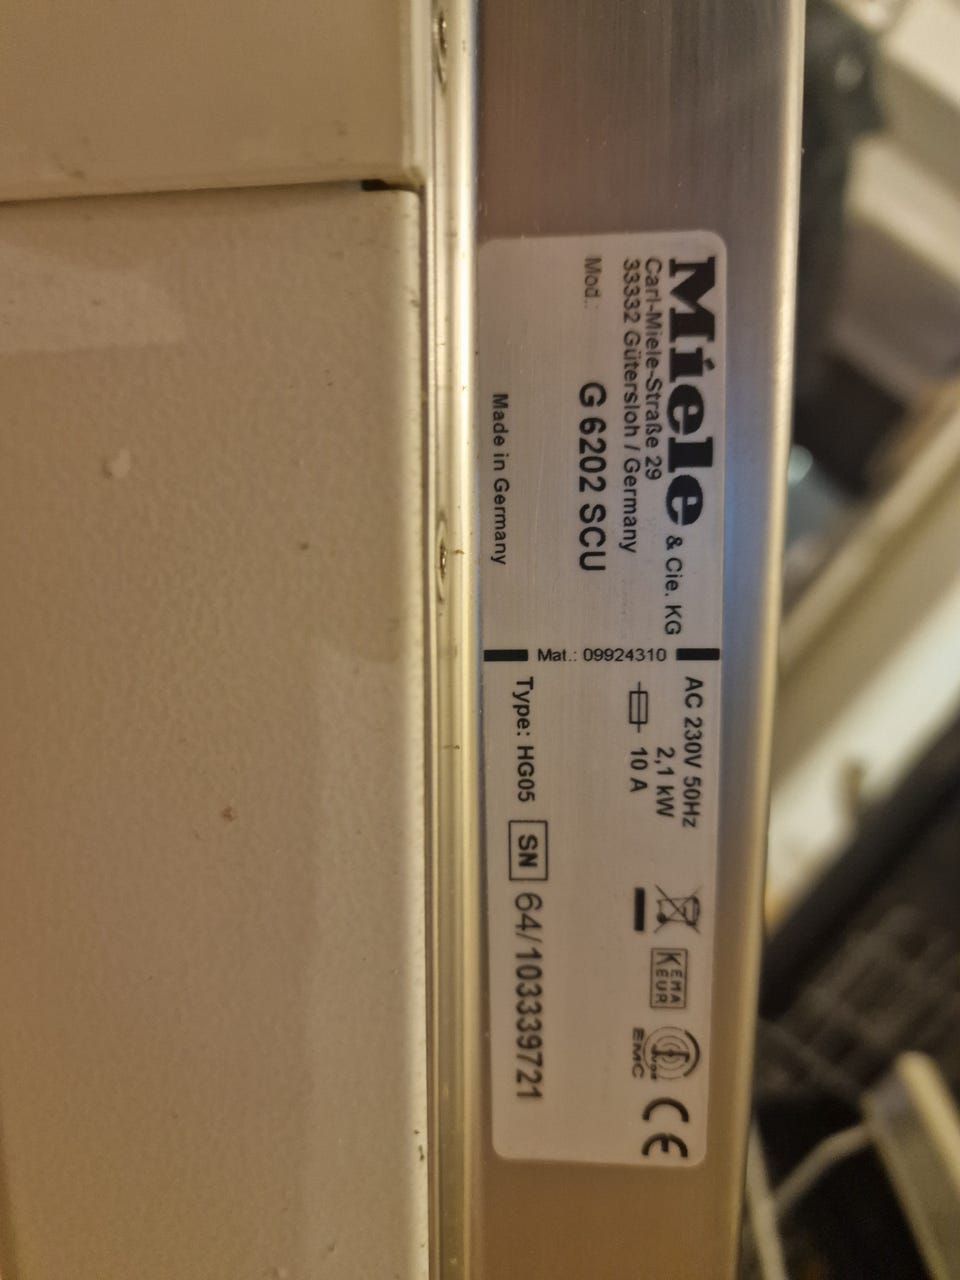 Miele & Cie. KG
Carl-Miele-Straße 29
33332 Gütersloh / Germany
Mod.: G 6202 SCU
Made in Germany
Mat.: 09924310
AC 230V 50Hz
2,1 kW
10 A
KEMA
KEUR
EMC
CE
Type: HG05 SN 64/103339721